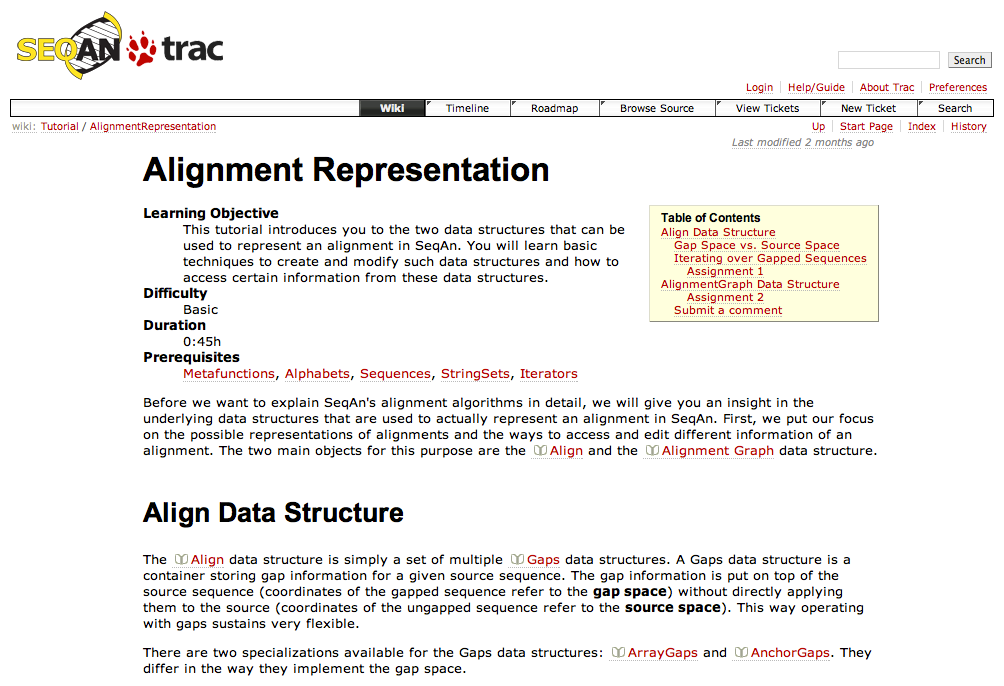 SEQAN trac
Search
Login Help/Guide About Trac Preferences
Wiki Timeline Roadmap Browse Source View Tickets New Ticket Search
wiki: Tutorial / AlignmentRepresentation
Up Start Page Index History
Last modified 2 months ago
Alignment Representation
Learning Objective
This tutorial introduces you to the two data structures that can be
used to represent an alignment in SeqAn. You will learn basic
techniques to create and modify such data structures and how to
access certain information from these data structures.
Difficulty
Basic
Duration
0:45h
Prerequisites
Metafunctions, Alphabets, Sequences, StringSets, Iterators
Table of Contents
Align Data Structure
Gap Space vs. Source Space
Iterating over Gapped Sequences
Assignment 1
AlignmentGraph Data Structure
Assignment 2
Submit a comment
Before we want to explain SeqAn's alignment algorithms in detail, we will give you an insight in the
underlying data structures that are used to actually represent an alignment in SeqAn. First, we put our focus
on the possible representations of alignments and the ways to access and edit different information of an
alignment. The two main objects for this purpose are the Align and the Alignment Graph data structure.
Align Data Structure
The Align data structure is simply a set of multiple Gaps data structures. A Gaps data structure is a
container storing gap information for a given source sequence. The gap information is put on top of the
source sequence (coordinates of the gapped sequence refer to the gap space) without directly applying
them to the source (coordinates of the ungapped sequence refer to the source space). This way operating
with gaps sustains very flexible.
There are two specializations available for the Gaps data structures: ArrayGaps and AnchorGaps. They
differ in the way they implement the gap space.